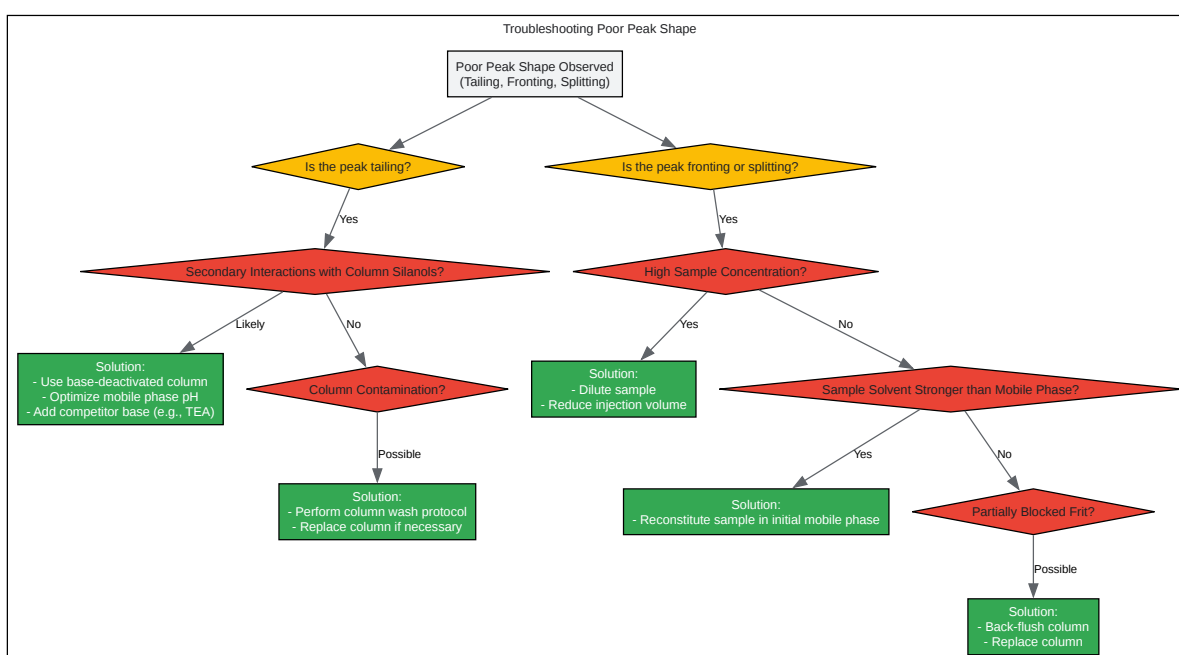 Troubleshooting Poor Peak Shape
Poor Peak Shape Observed
(Tailing, Fronting, Splitting)
Is the peak tailing?
Is the peak fronting or splitting?
Yes
Yes
Secondary Interactions with Column Silanols?
High Sample Concentration?
Likely
No
Yes
No
Solution:
- Use base-deactivated column
- Optimize mobile phase pH
- Add competitor base (e.g., TEA)
Column Contamination?
Solution:
- Dilute sample
- Reduce injection volume
Sample Solvent Stronger than Mobile Phase?
Possible
Yes
No
Solution:
- Perform column wash protocol
- Replace column if necessary
Solution:
- Reconstitute sample in initial mobile phase
Partially Blocked Frit?
Possible
Solution:
- Back-flush column
- Replace column